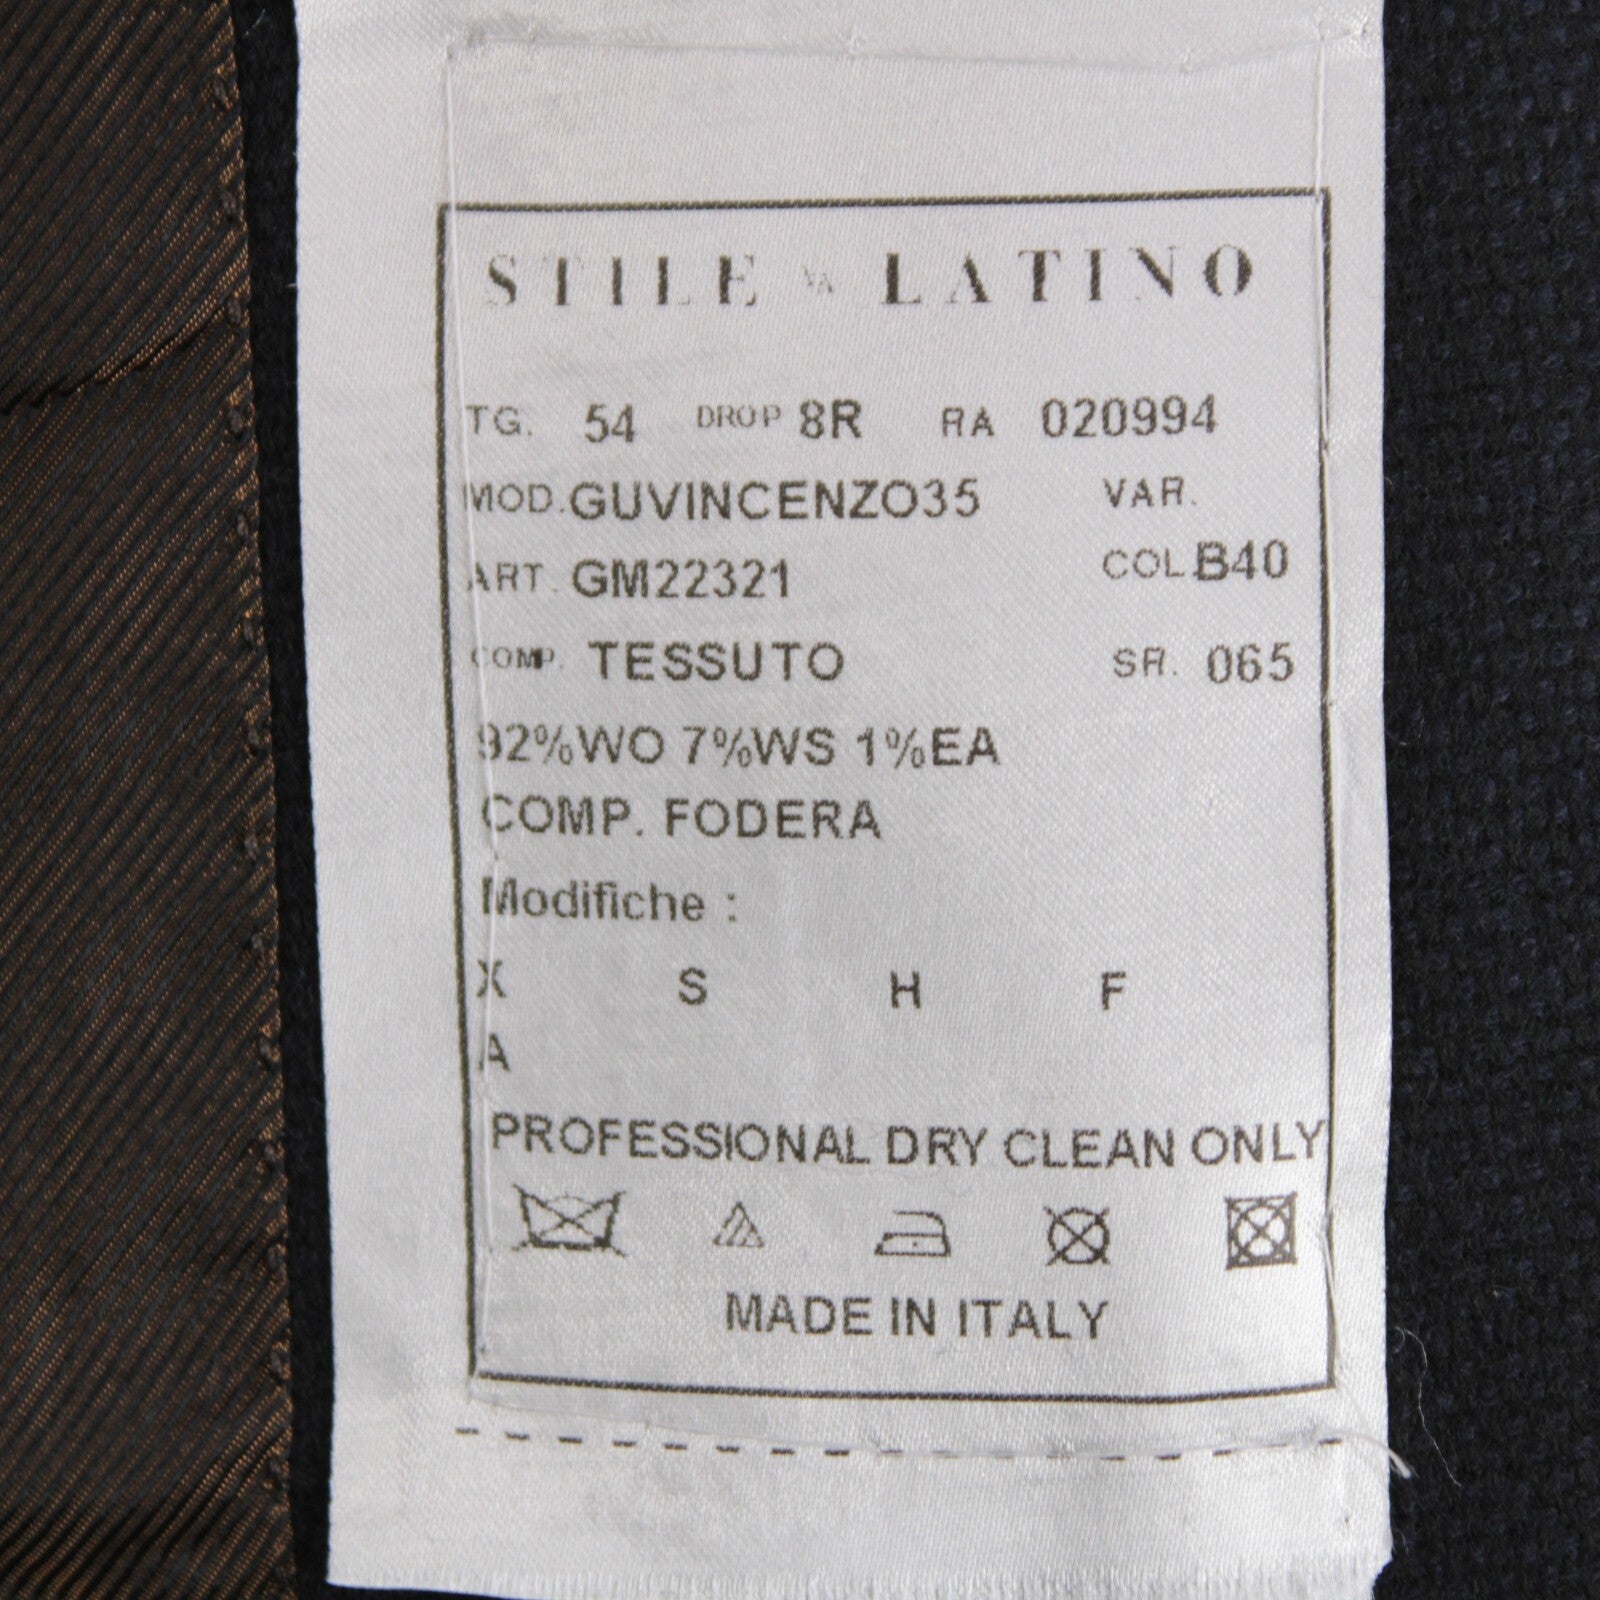 STILE LATINO
TG. 54 DROP 8R RA 020994
MOD. GUVINCENZO35 VAR.
ART. GM22321 COL. B40
COMP. TESSUTO SR. 065
92%WO 7%WS 1%EA
COMP. FODERA
Modifiche :
X S H F
A
PROFESSIONAL DRY CLEAN ONLY
MADE IN ITALY